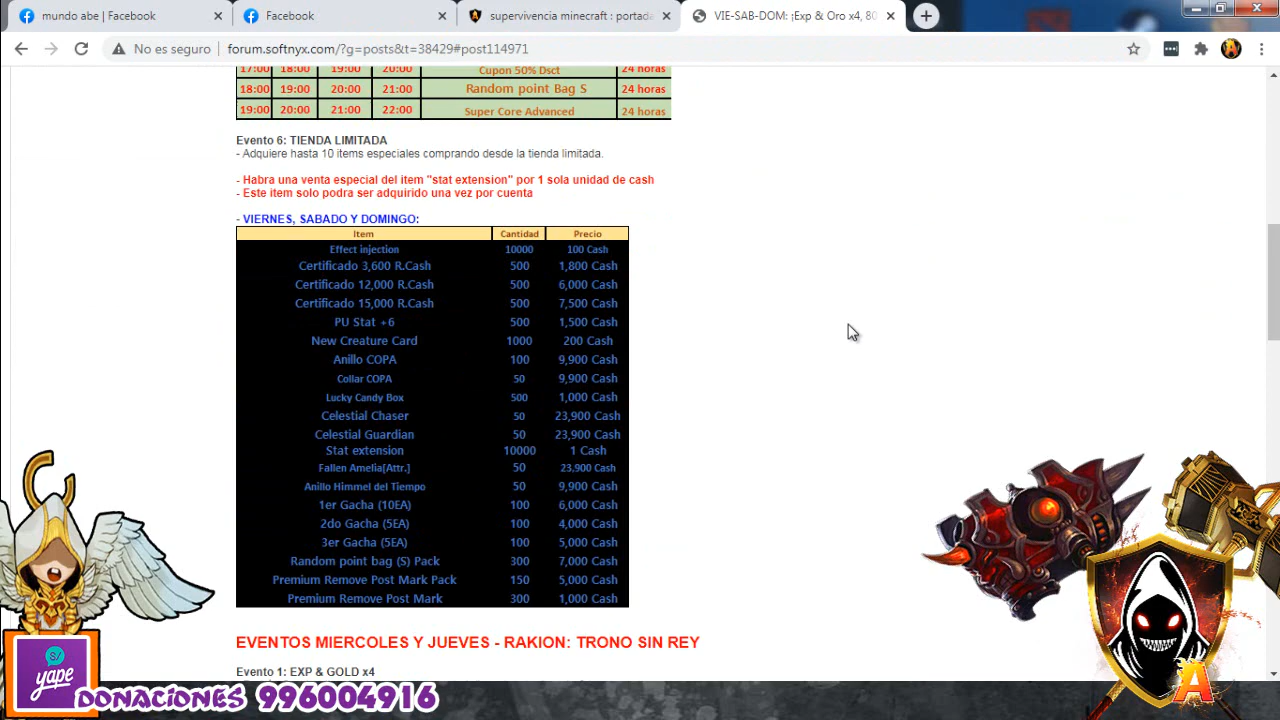 mundo abe | Facebook
Facebook
supervivencia minecraft : portada
VIE-SAB-DOM: ¡Exp & Oro x4, 80
No es seguro
forum.softnyx.com/?g=posts&t=38429#post114971
17:00 18:00 19:00 20:00 Cupon 50% Dsct 24 horas
18:00 19:00 20:00 21:00 Random point Bag S 24 horas
19:00 20:00 21:00 22:00 Super Core Advanced 24 horas
Evento 6: TIENDA LIMITADA
- Adquiere hasta 10 items especiales comprando desde la tienda limitada.
- Habra una venta especial del item "stat extension" por 1 sola unidad de cash
- Este item solo podra ser adquirido una vez por cuenta
- VIERNES, SABADO Y DOMINGO:
Item Cantidad Precio
Effect injection 10000 100 Cash
Certificado 3,600 R.Cash 500 1,800 Cash
Certificado 12,000 R.Cash 500 6,000 Cash
Certificado 15,000 R.Cash 500 7,500 Cash
PU Stat +6 500 1,500 Cash
New Creature Card 1000 200 Cash
Anillo COPA 100 9,900 Cash
Collar COPA 50 9,900 Cash
Lucky Candy Box 500 1,000 Cash
Celestial Chaser 50 23,900 Cash
Celestial Guardian 50 23,900 Cash
Stat extension 10000 1 Cash
Fallen Amelia[Attr.] 50 23,900 Cash
Anillo Himmel del Tiempo 50 9,900 Cash
1er Gacha (10EA) 100 6,000 Cash
2do Gacha (5EA) 100 4,000 Cash
3er Gacha (5EA) 100 5,000 Cash
Random point bag (S) Pack 300 7,000 Cash
Premium Remove Post Mark Pack 150 5,000 Cash
Premium Remove Post Mark 300 1,000 Cash
EVENTOS MIERCOLES Y JUEVES - RAKION: TRONO SIN REY
Evento 1: EXP & GOLD x4
S/
yape
DONACIONES 996004916
A